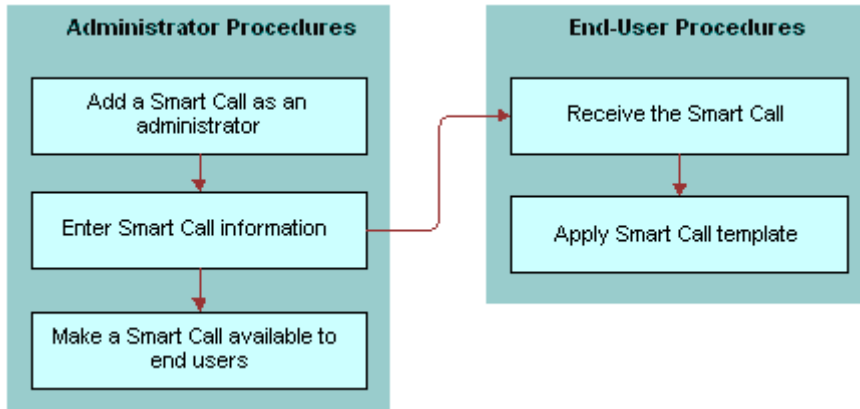 Administrator Procedures
Add a Smart Call as an
administrator
Enter Smart Call information
Make a Smart Call available to
end users
End-User Procedures
Receive the Smart Call
Apply Smart Call template